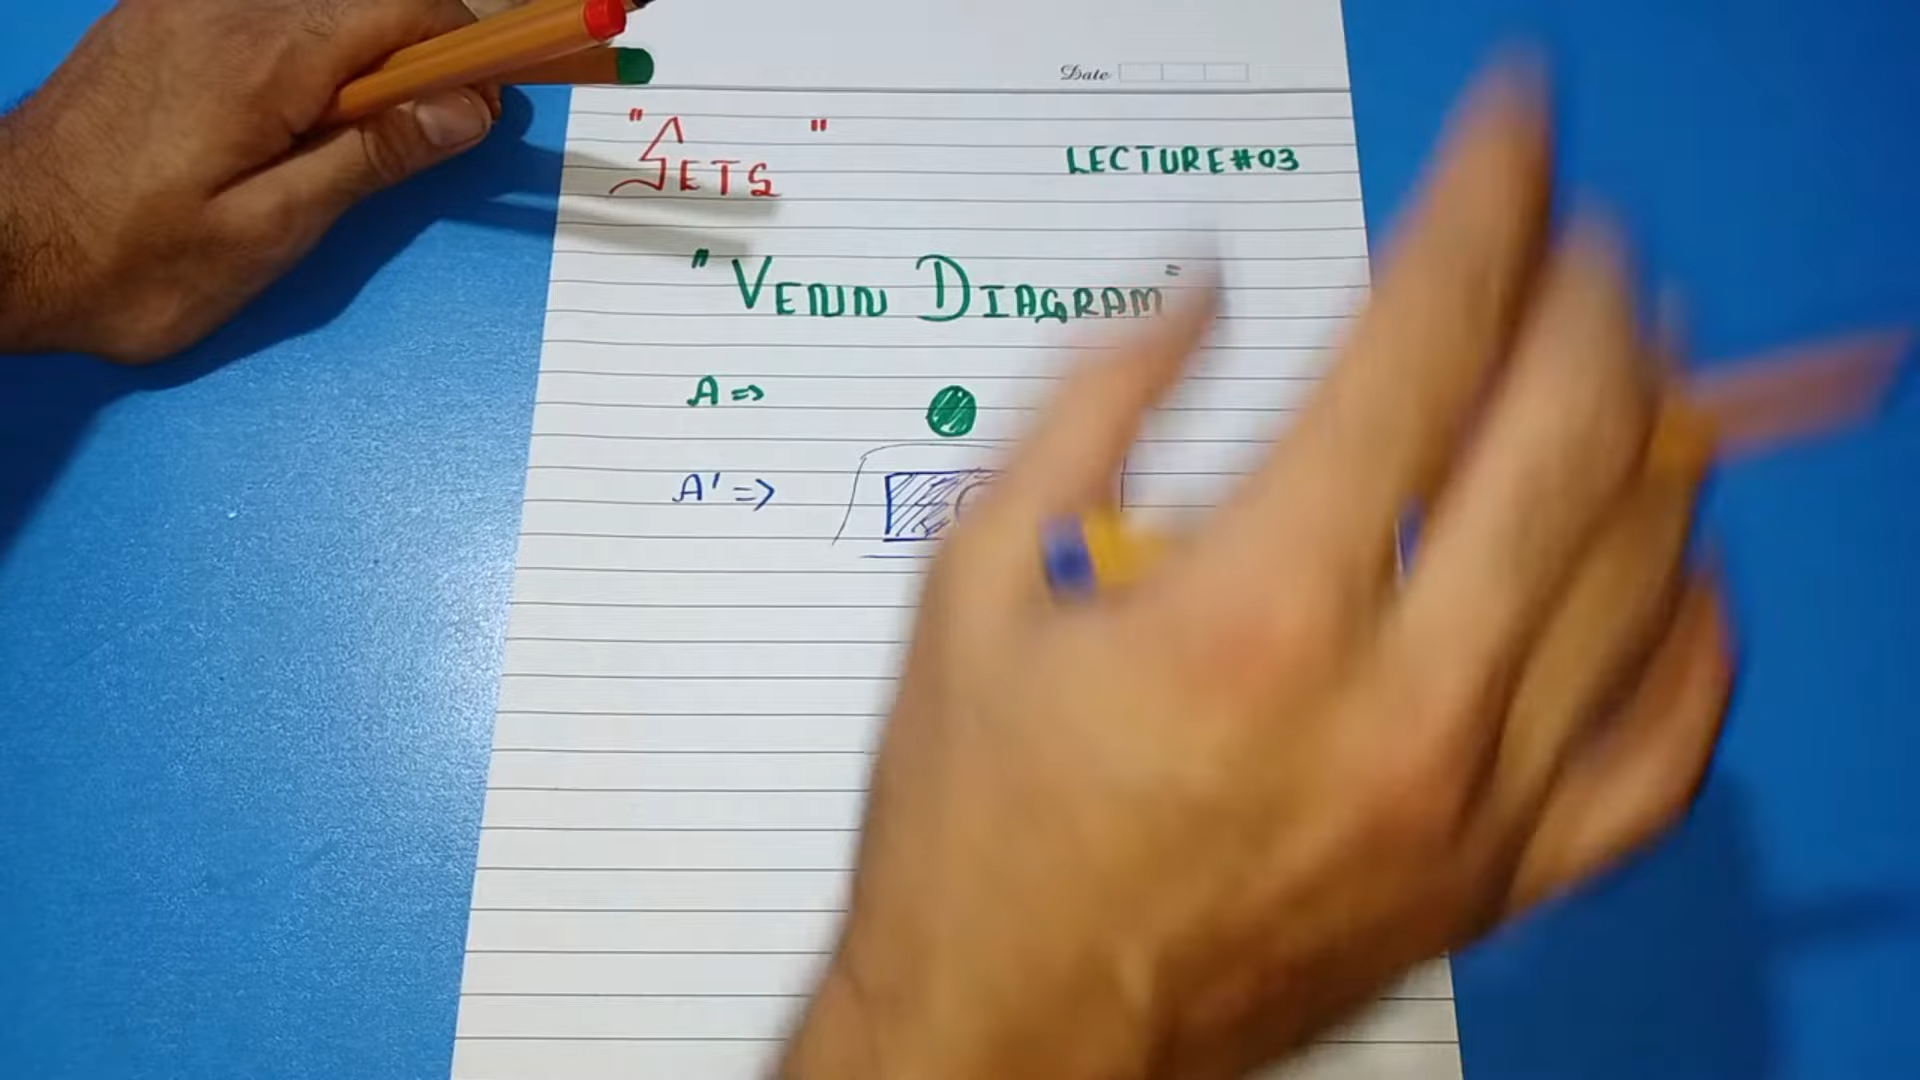 Date
"SETS"
LECTURE#03
"VENN DIAGRAM"
A =>
A' =>